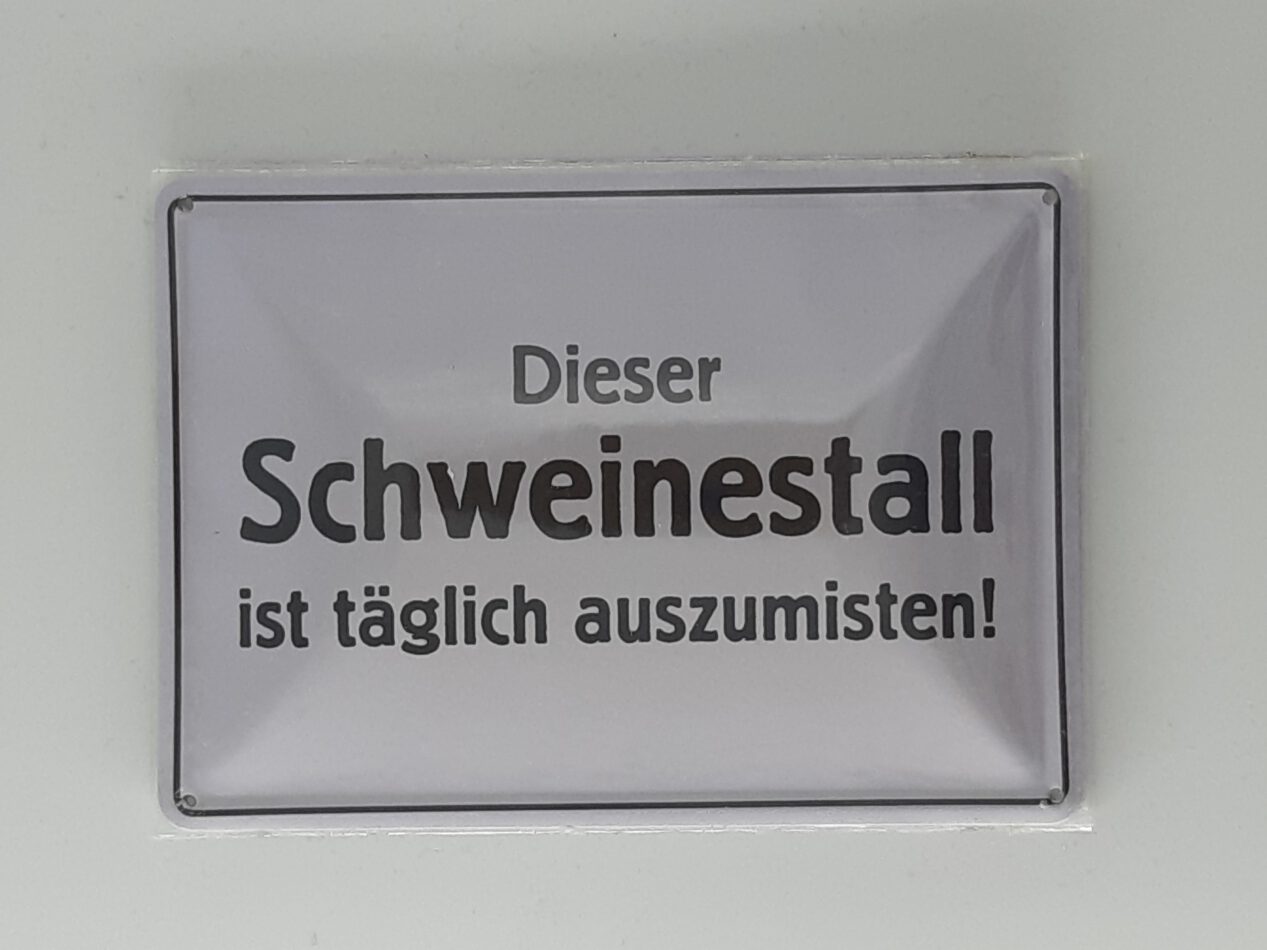 Dieser
Schweinestall
ist täglich auszumisten!